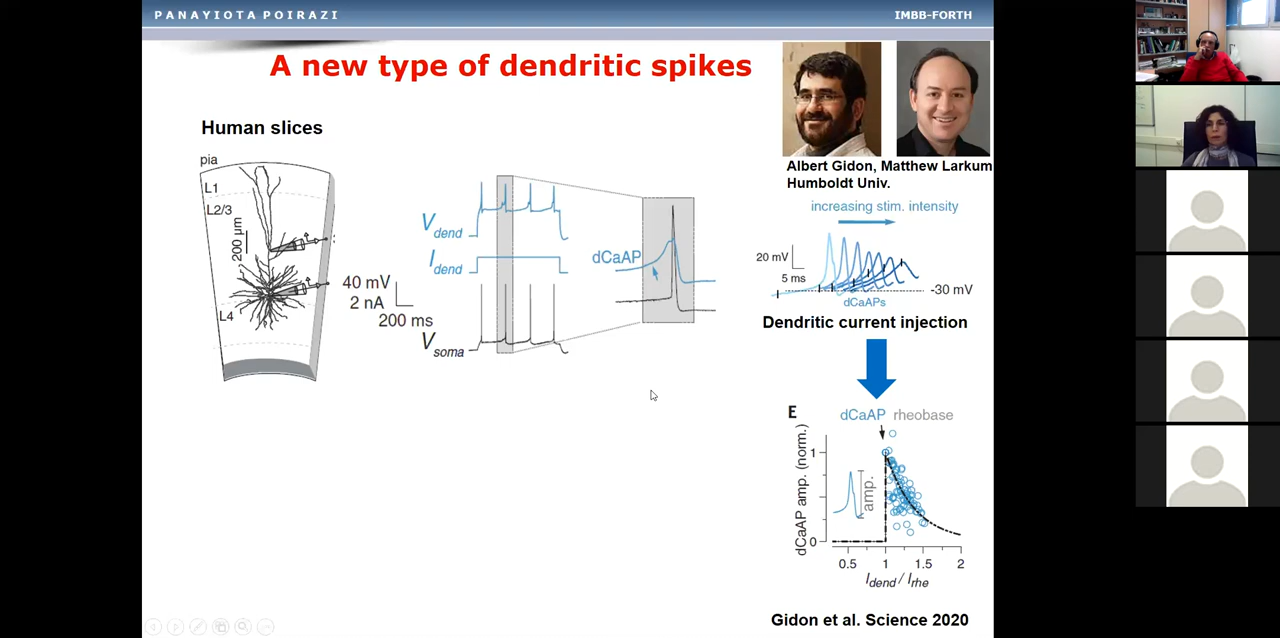 PANAYIOTA POIRAZI
IMBB-FORTH
A new type of dendritic spikes
Human slices
pia
L1
L2/3
200 µm
L4
40 mV
2 nA
200 ms
V dend
I dend
V soma
dCaAP
Albert Gidon, Matthew Larkum
Humboldt Univ.
increasing stim. intensity
20 mV
5 ms
-30 mV
dCaAPs
Dendritic current injection
E
dCaAP rheobase
dCaAP amp. (norm.)
1
0
amp.
0.5 1 1.5 2
I dend / I rhe
Gidon et al. Science 2020